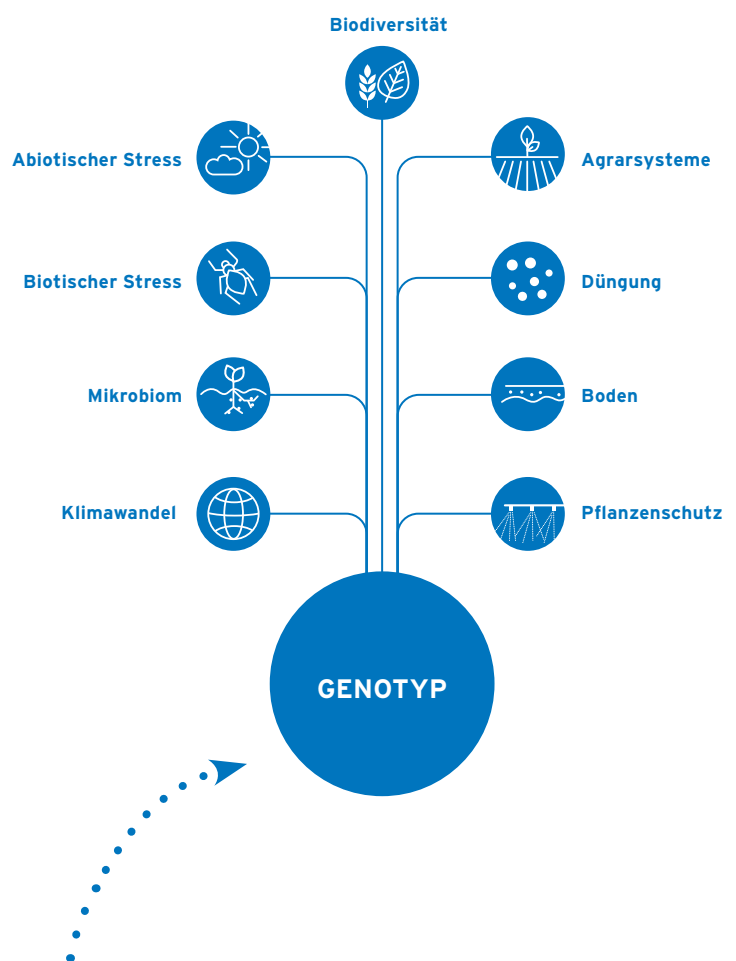 Biodiversität
Abiotischer Stress
Agrarsysteme
Biotischer Stress
Düngung
Mikrobiom
Boden
Klimawandel
Pflanzenschutz
GENOTYP